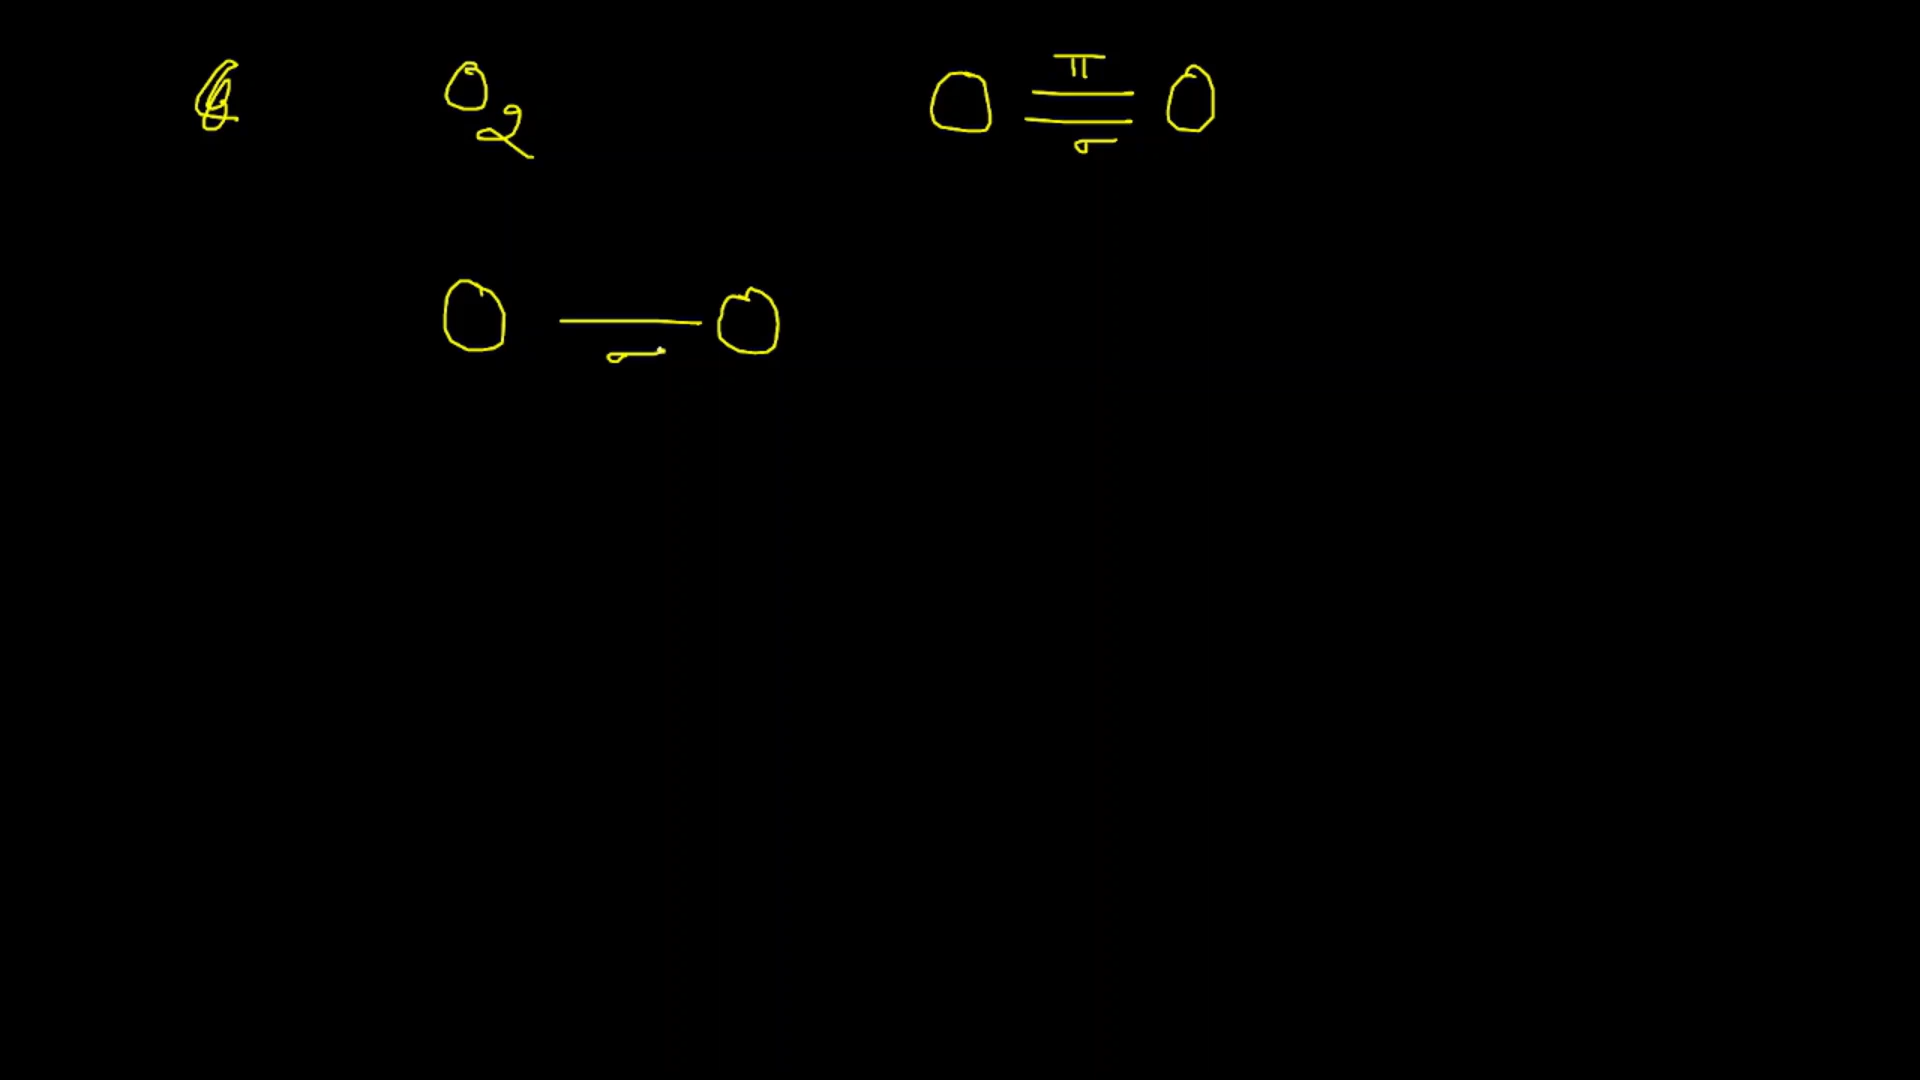 O₂ O = O
π
σ
O — O
σ